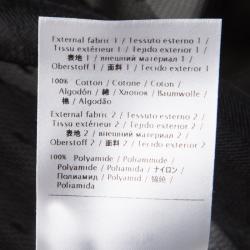 External fabric 1 / Tessuto esterno 1 /
Tissu extérieur 1 / Tejido exterior 1 /
表地 1 / внешний материал 1 /
Oberstoff 1 / 面料 1 / Tecido exterior 1
100% Cotton / Cotone / Coton /
Algodón / 綿 / Хлопок / Baumwolle /
棉 / Algodão
External fabric 2 / Tessuto esterno 2 /
Tissu extérieur 2 / Tejido exterior 2 /
表地 2 / внешний материал 2 /
Oberstoff 2 / 面料 2 / Tecido exterior 2
100% Polyamide / Poliammide /
Polyamide / Poliamida / ナイロン /
Полиамид / Polyamid / 锦纶 /
Poliamida